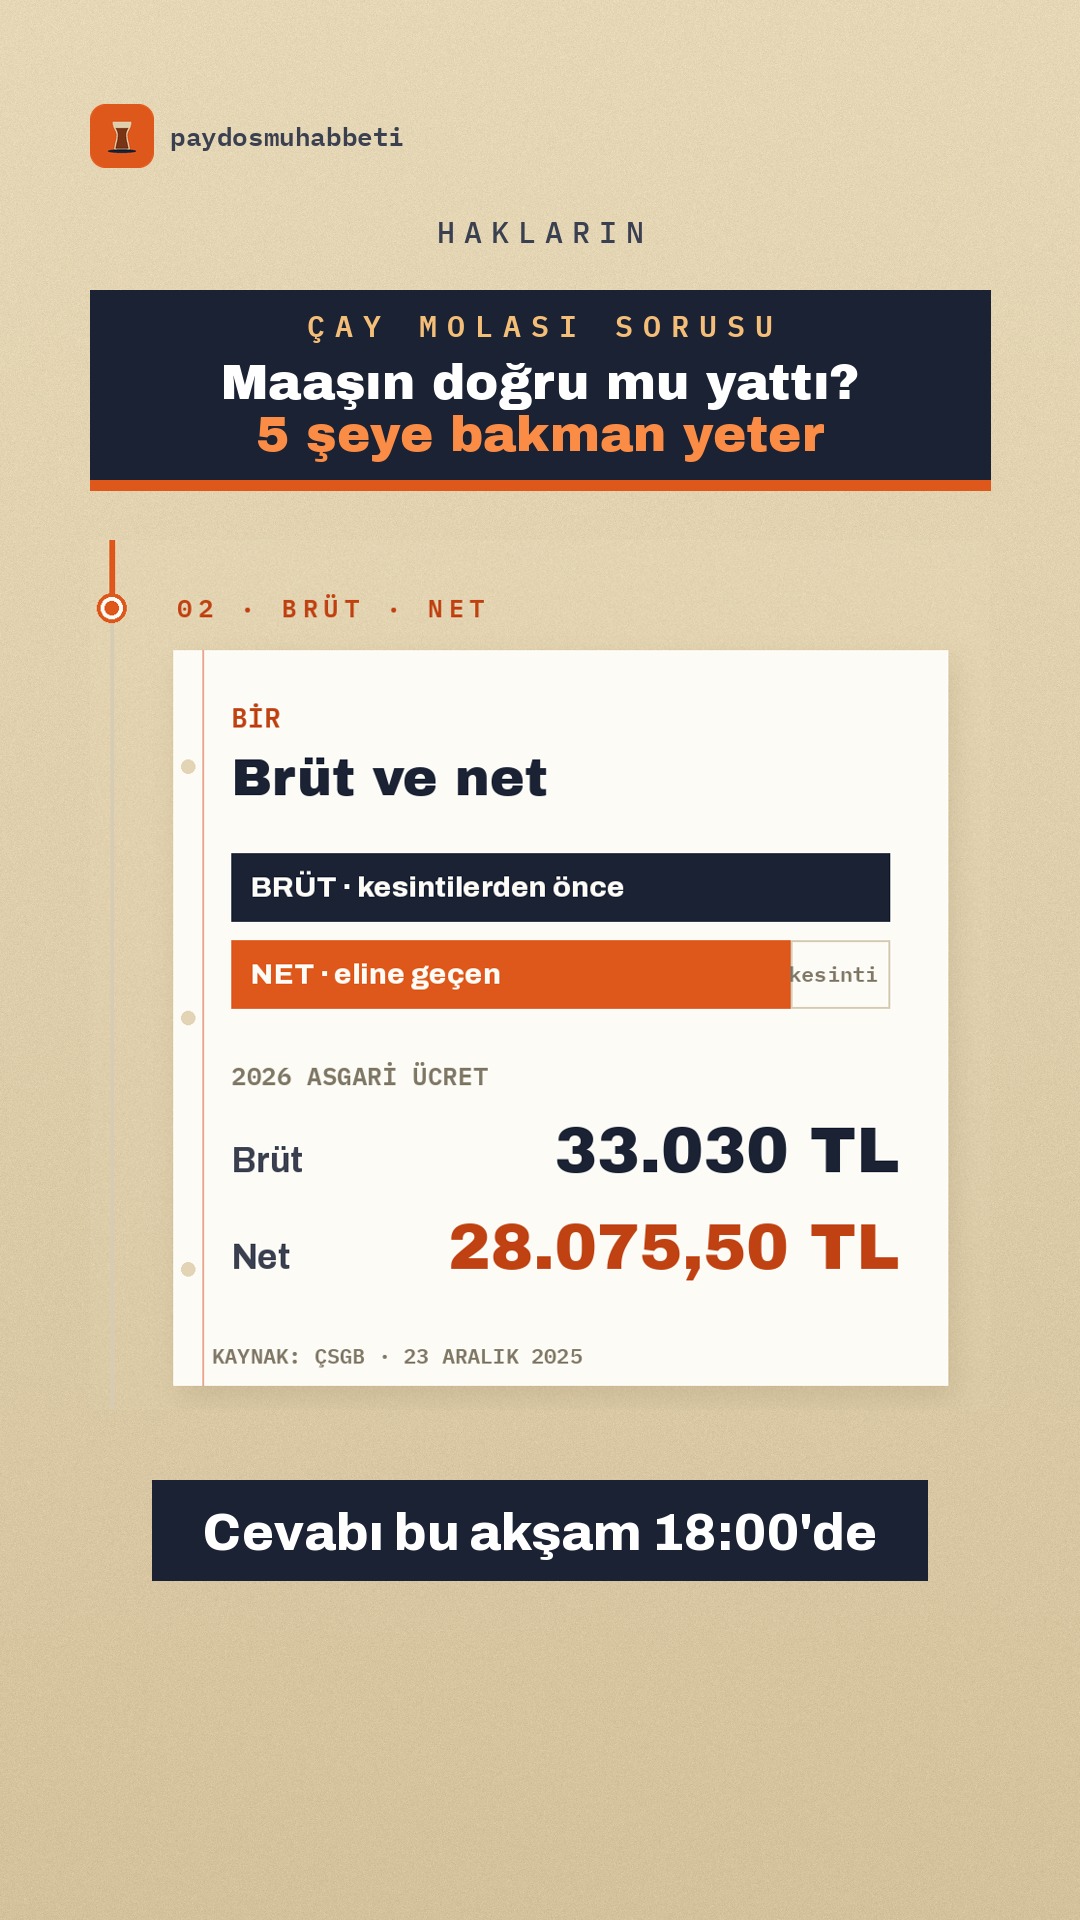 paydosmuhabbeti
HAKLARIN
ÇAY MOLASI SORUSU
Maaşın doğru mu yattı?
5 şeye bakman yeter
02 · BRÜT · NET
BİR
Brüt ve net
BRÜT · kesintilerden önce
NET · eline geçen
kesinti
2026 ASGARİ ÜCRET
Brüt 33.030 TL
Net 28.075,50 TL
KAYNAK: ÇSGB · 23 ARALIK 2025
Cevabı bu akşam 18:00'de